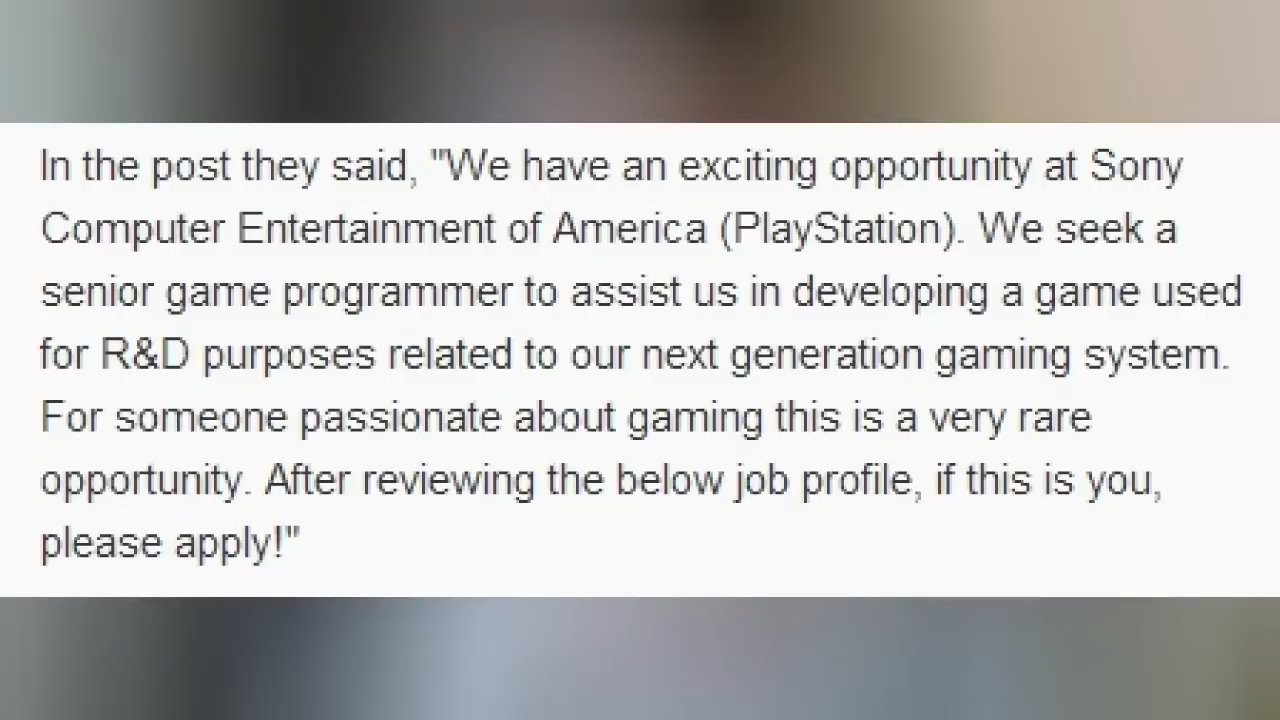 In the post they said, "We have an exciting opportunity at Sony
Computer Entertainment of America (PlayStation). We seek a
senior game programmer to assist us in developing a game used
for R&D purposes related to our next generation gaming system.
For someone passionate about gaming this is a very rare
opportunity. After reviewing the below job profile, if this is you,
please apply!"